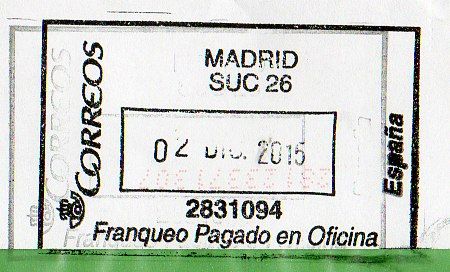 CORREOS
MADRID
SUC 26
02 DIC. 2015
2831094
Franqueo Pagado en Oficina
España